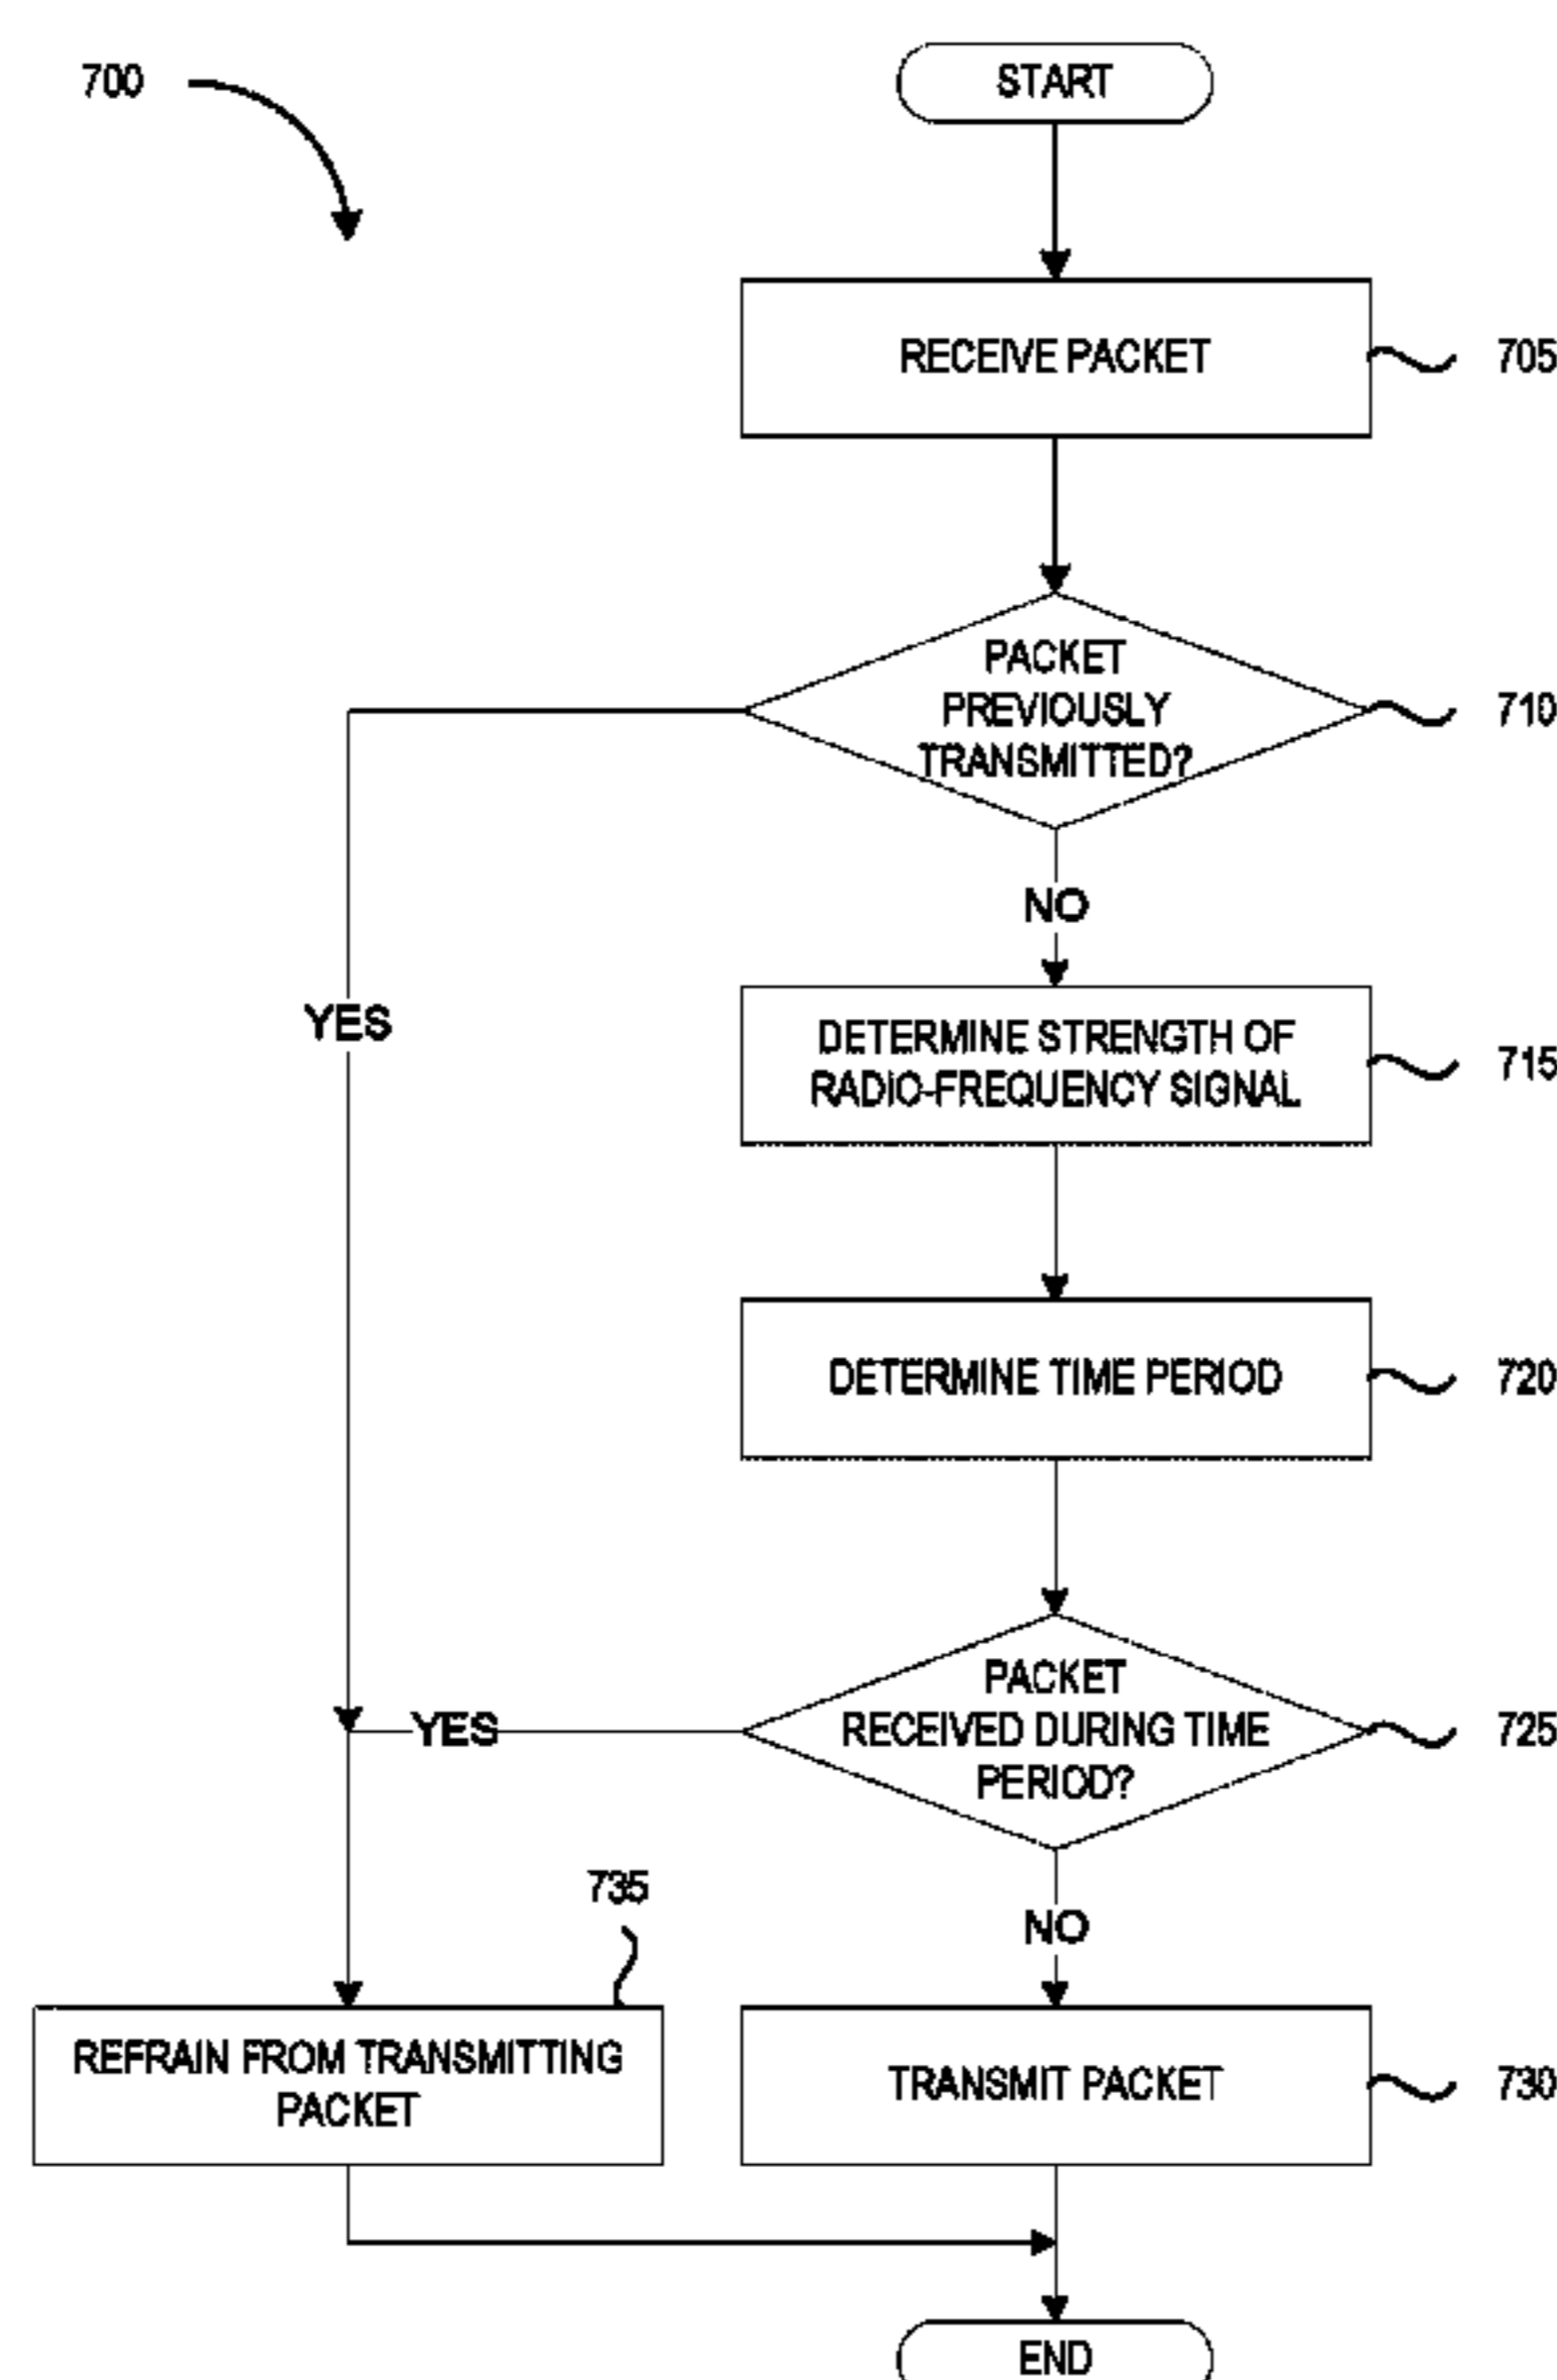 700
START
RECEIVE PACKET
705
PACKET
PREVIOUSLY
TRANSMITTED?
710
NO
YES
DETERMINE STRENGTH OF
RADIO-FREQUENCY SIGNAL
715
DETERMINE TIME PERIOD
720
PACKET
RECEIVED DURING TIME
PERIOD?
725
YES
NO
735
REFRAIN FROM TRANSMITTING
PACKET
TRANSMIT PACKET
730
END